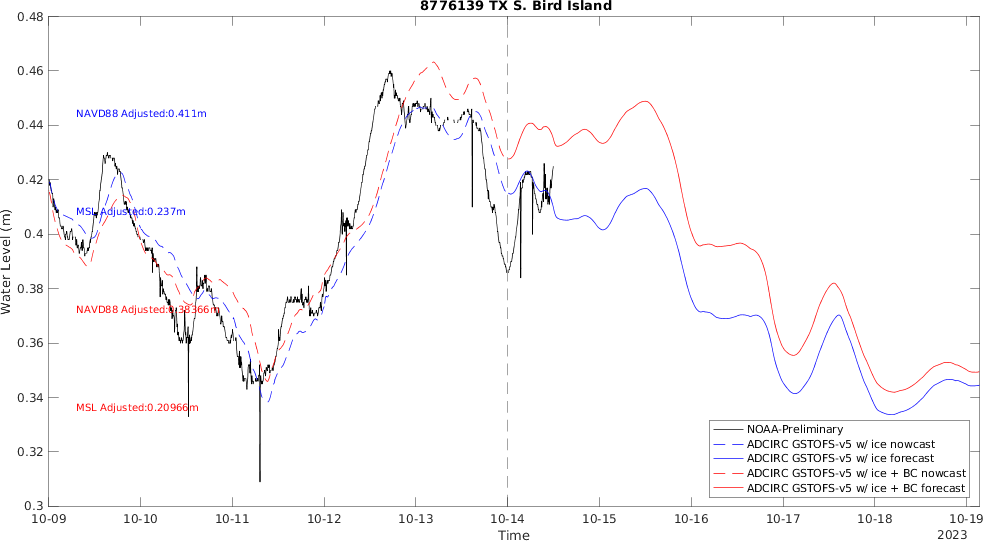 8776139 TX S. Bird Island
0.48
0.46
0.44
0.42
0.4
0.38
0.36
0.34
0.32
0.3
Water Level (m)
NAVD88 Adjusted:0.411m
MSL Adjusted:0.237m
NAVD88 Adjusted:0.38366m
MSL Adjusted:0.20966m
NOAA-Preliminary
ADCIRC GSTOFS-v5 w/ ice nowcast
ADCIRC GSTOFS-v5 w/ ice forecast
ADCIRC GSTOFS-v5 w/ ice + BC nowcast
ADCIRC GSTOFS-v5 w/ ice + BC forecast
10-09 10-10 10-11 10-12 10-13 10-14 10-15 10-16 10-17 10-18 10-19
Time
2023